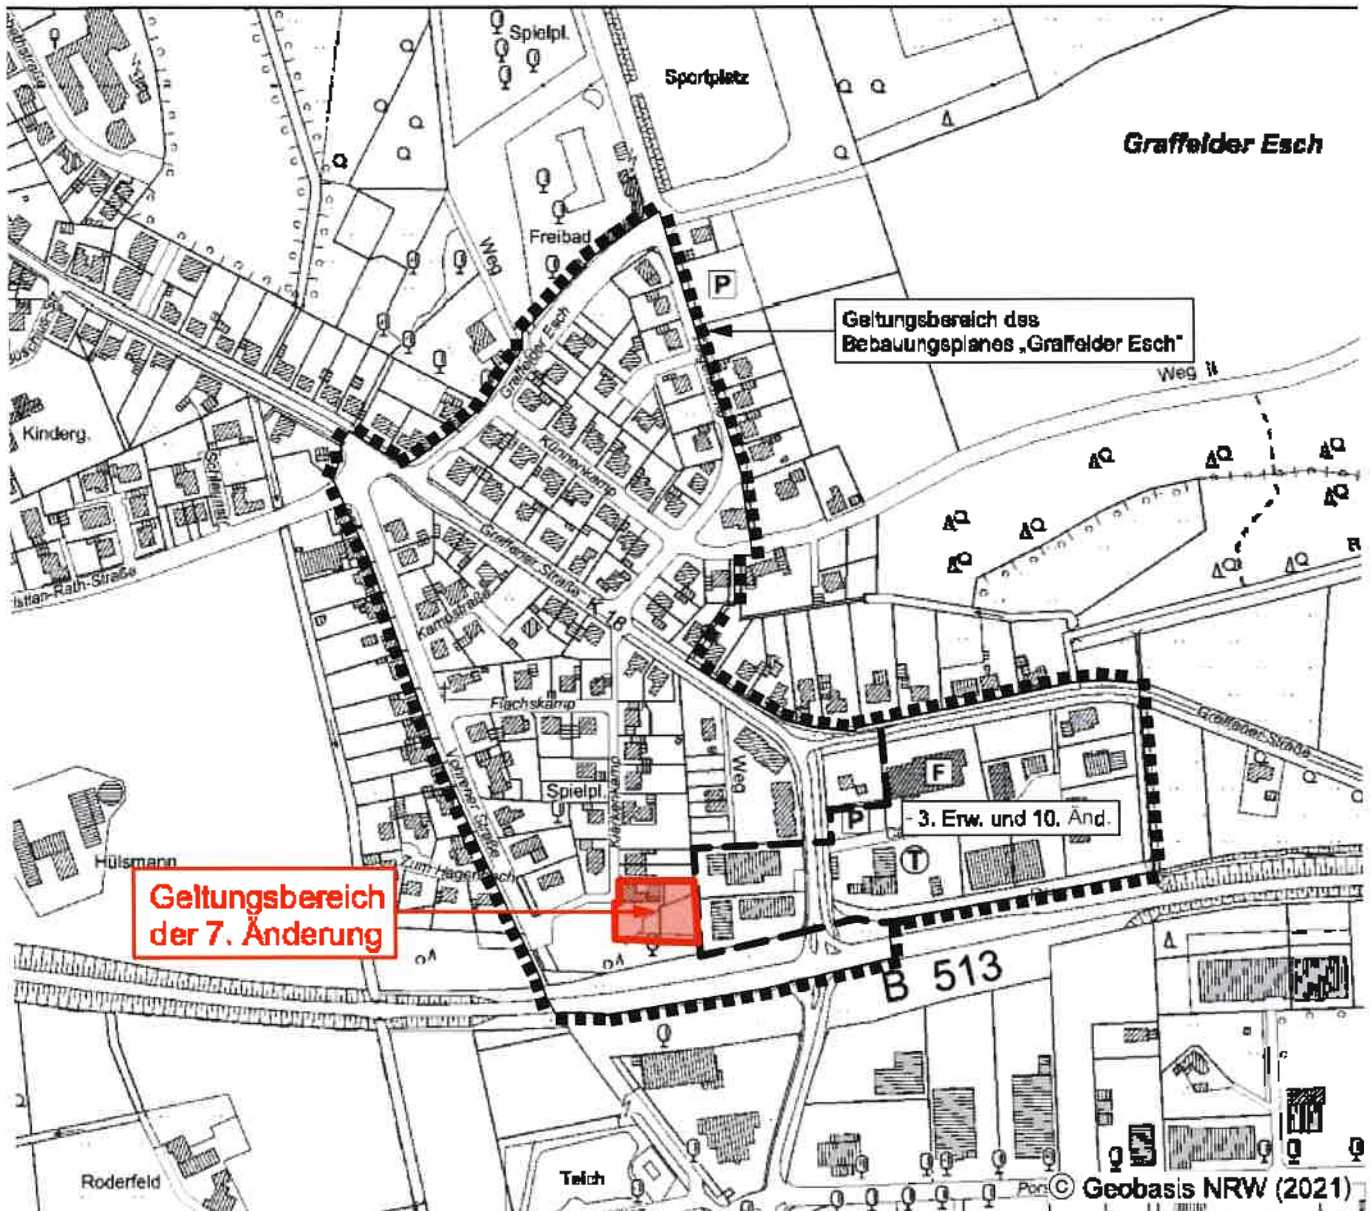 Spielpl.
Sportplatz
Graffelder Esch
Weg
Freibad
P
Graffelder Esch
Geltungsbereich des
Bebauungsplanes „Graffelder Esch"
Weg
Kinderg.
Künnenkamp
Graffelder Straße
istian-Rath-Straße
Kampstraße
K 18
Flachskamp
Graffelder Straße
Weg
F
Spielpl.
P
- 3. Erw. und 10. Änd.
T
Hülsmann
Zum Hagenbach
Geltungsbereich
der 7. Änderung
B 513
Roderfeld
Teich
© Geobasis NRW (2021)